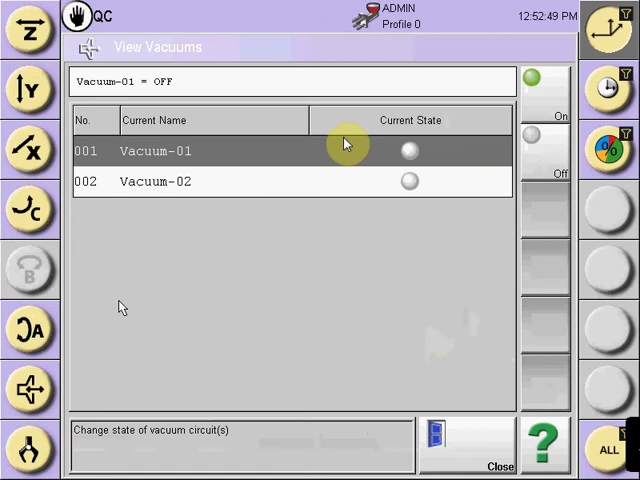 QC
ADMIN
Profile 0
12:52:49 PM
View Vacuums
Vacuum-01 = OFF
On
No.
Current Name
Current State
001
Vacuum-01
Off
002
Vacuum-02
Z
Y
X
C
B
A
Change state of vacuum circuit(s)
Close
?
ALL